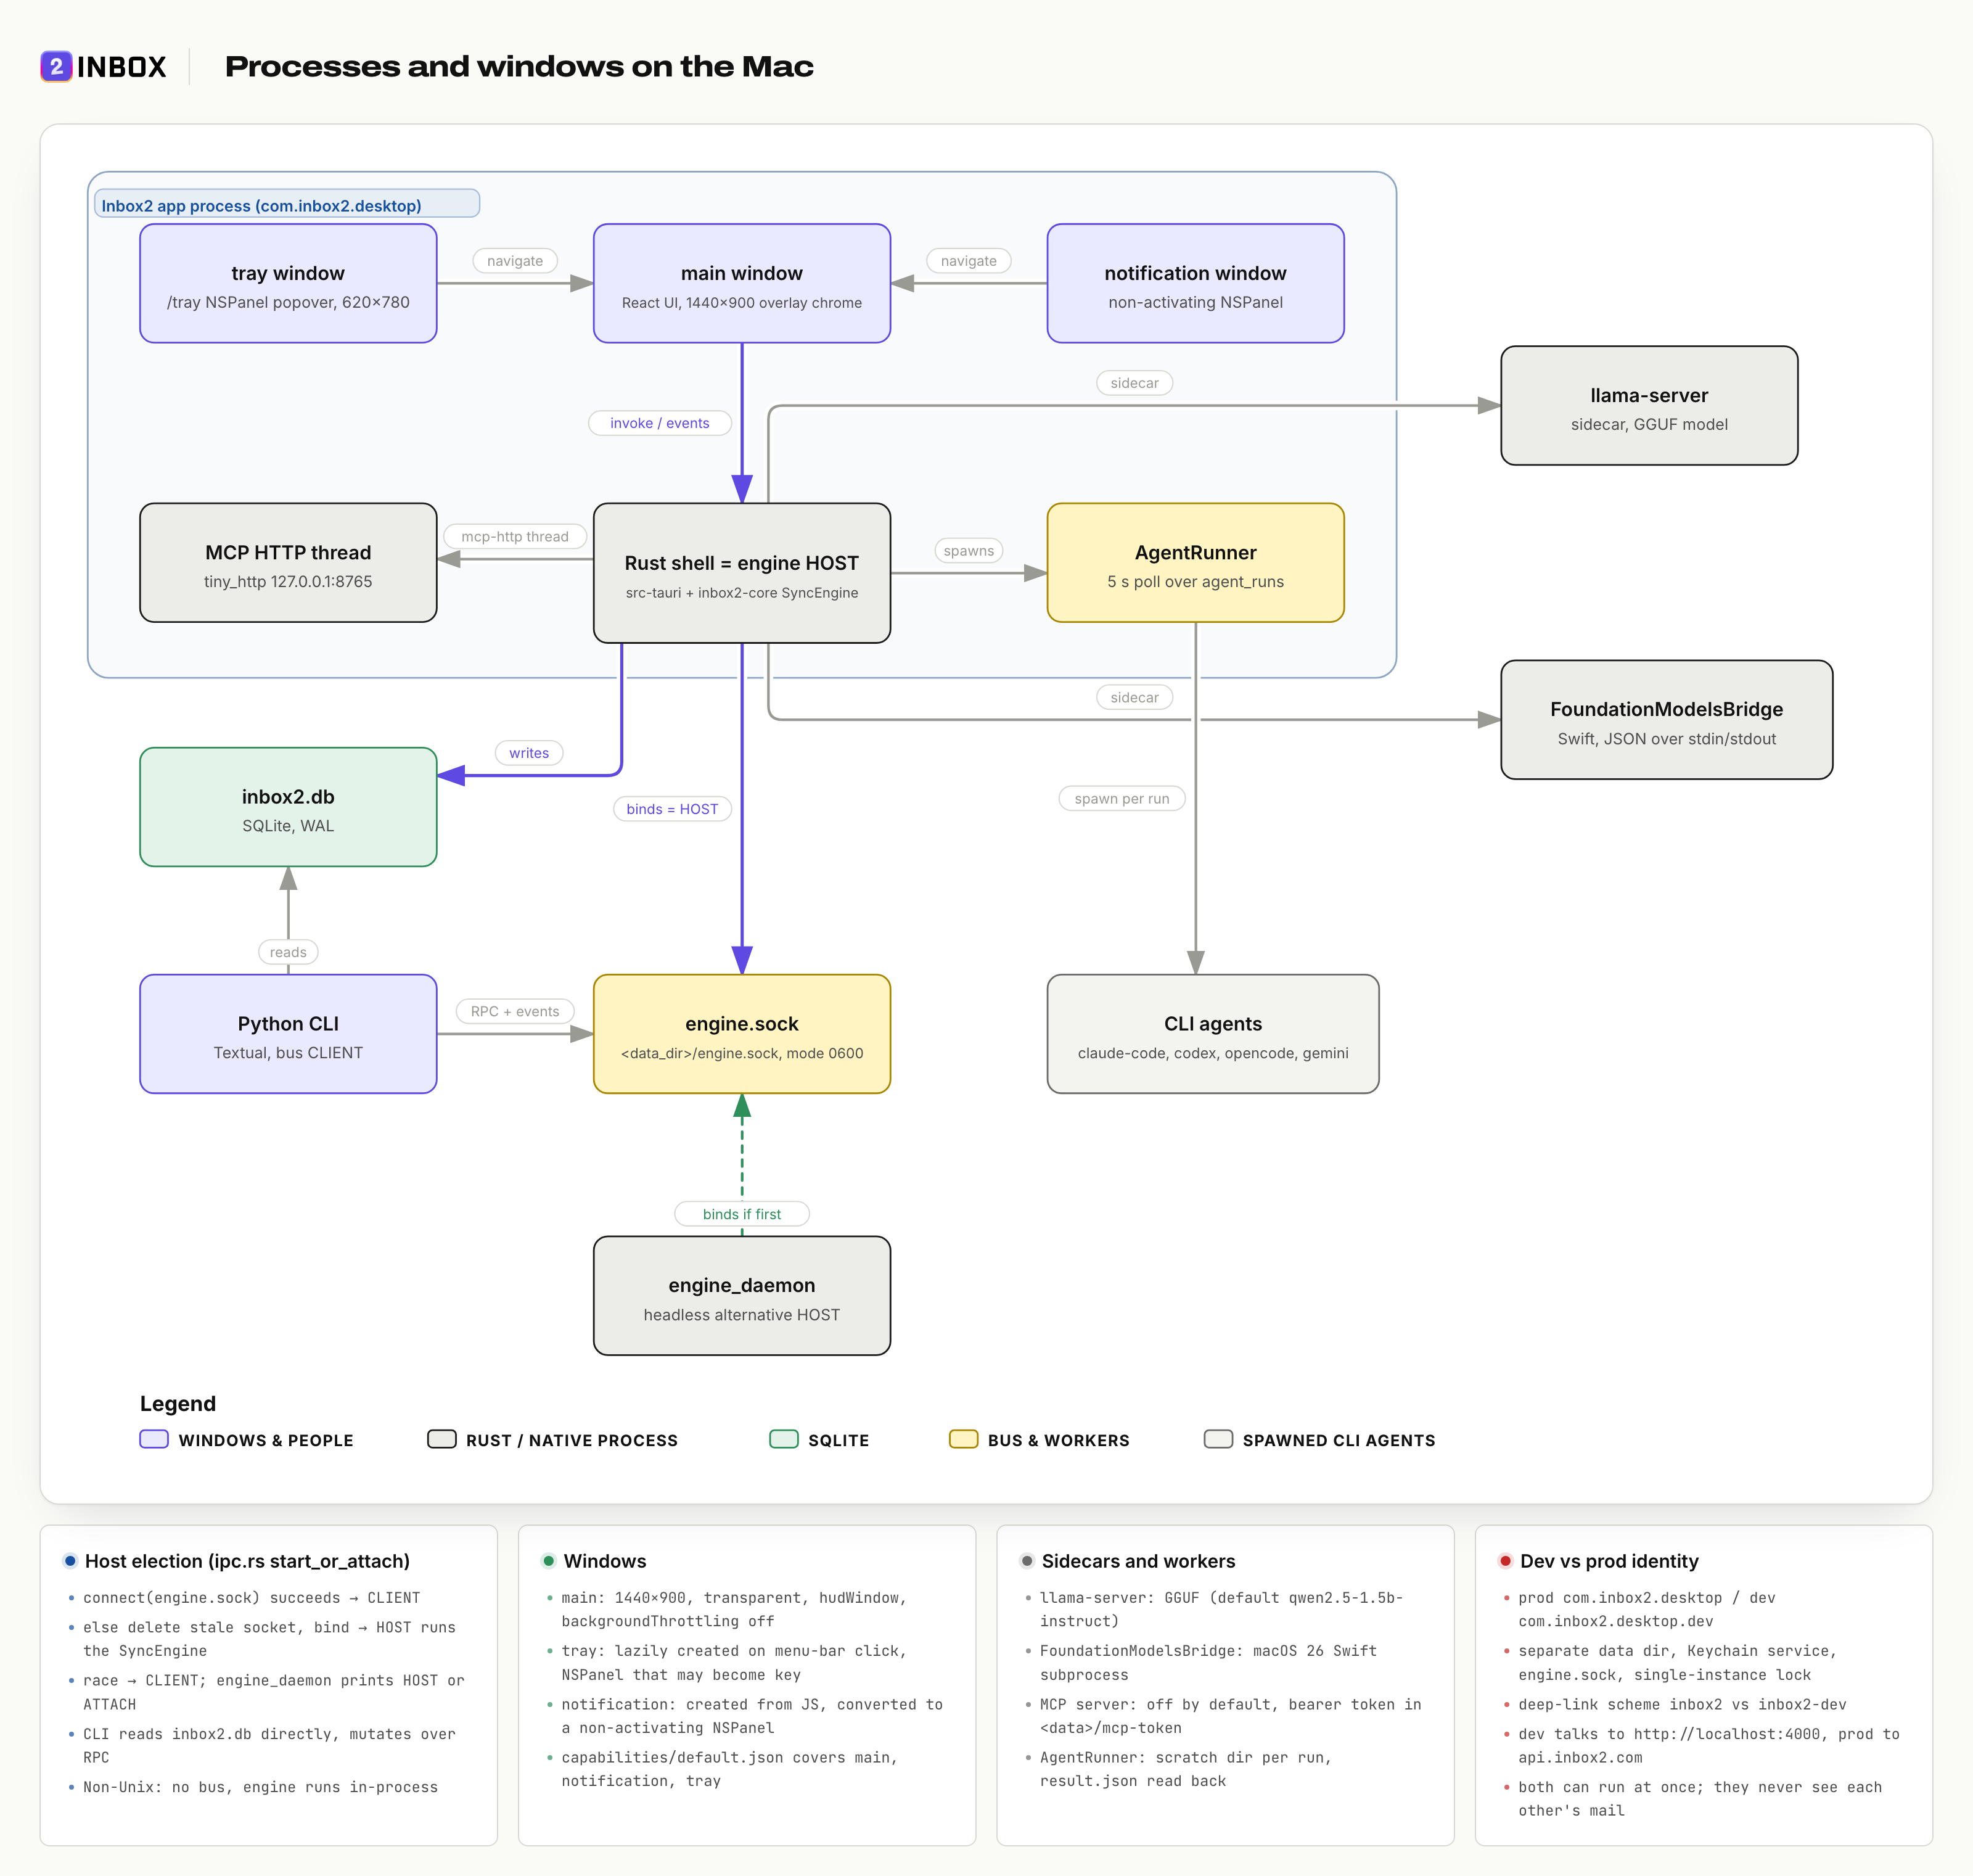 2 INBOX
Processes and windows on the Mac
Inbox2 app process (com.inbox2.desktop)
tray window
/tray NSPanel popover, 620×780
navigate
main window
React UI, 1440×900 overlay chrome
navigate
notification window
non-activating NSPanel
sidecar
llama-server
sidecar, GGUF model
invoke / events
MCP HTTP thread
tiny_http 127.0.0.1:8765
mcp-http thread
Rust shell = engine HOST
src-tauri + inbox2-core SyncEngine
spawns
AgentRunner
5 s poll over agent_runs
sidecar
FoundationModelsBridge
Swift, JSON over stdin/stdout
writes
inbox2.db
SQLite, WAL
binds = HOST
spawn per run
reads
Python CLI
Textual, bus CLIENT
RPC + events
engine.sock
<data_dir>/engine.sock, mode 0600
CLI agents
claude-code, codex, opencode, gemini
binds if first
engine_daemon
headless alternative HOST
Legend
WINDOWS & PEOPLE
RUST / NATIVE PROCESS
SQLITE
BUS & WORKERS
SPAWNED CLI AGENTS
Host election (ipc.rs start_or_attach)
• connect(engine.sock) succeeds → CLIENT
• else delete stale socket, bind → HOST runs
the SyncEngine
• race → CLIENT; engine_daemon prints HOST or
ATTACH
• CLI reads inbox2.db directly, mutates over
RPC
• Non-Unix: no bus, engine runs in-process
Windows
• main: 1440×900, transparent, hudWindow,
backgroundThrottling off
• tray: lazily created on menu-bar click,
NSPanel that may become key
• notification: created from JS, converted to
a non-activating NSPanel
• capabilities/default.json covers main,
notification, tray
Sidecars and workers
• llama-server: GGUF (default qwen2.5-1.5b-
instruct)
• FoundationModelsBridge: macOS 26 Swift
subprocess
• MCP server: off by default, bearer token in
<data>/mcp-token
• AgentRunner: scratch dir per run,
result.json read back
Dev vs prod identity
• prod com.inbox2.desktop / dev
com.inbox2.desktop.dev
• separate data dir, Keychain service,
engine.sock, single-instance lock
• deep-link scheme inbox2 vs inbox2-dev
• dev talks to http://localhost:4000, prod to
api.inbox2.com
• both can run at once; they never see each
other's mail